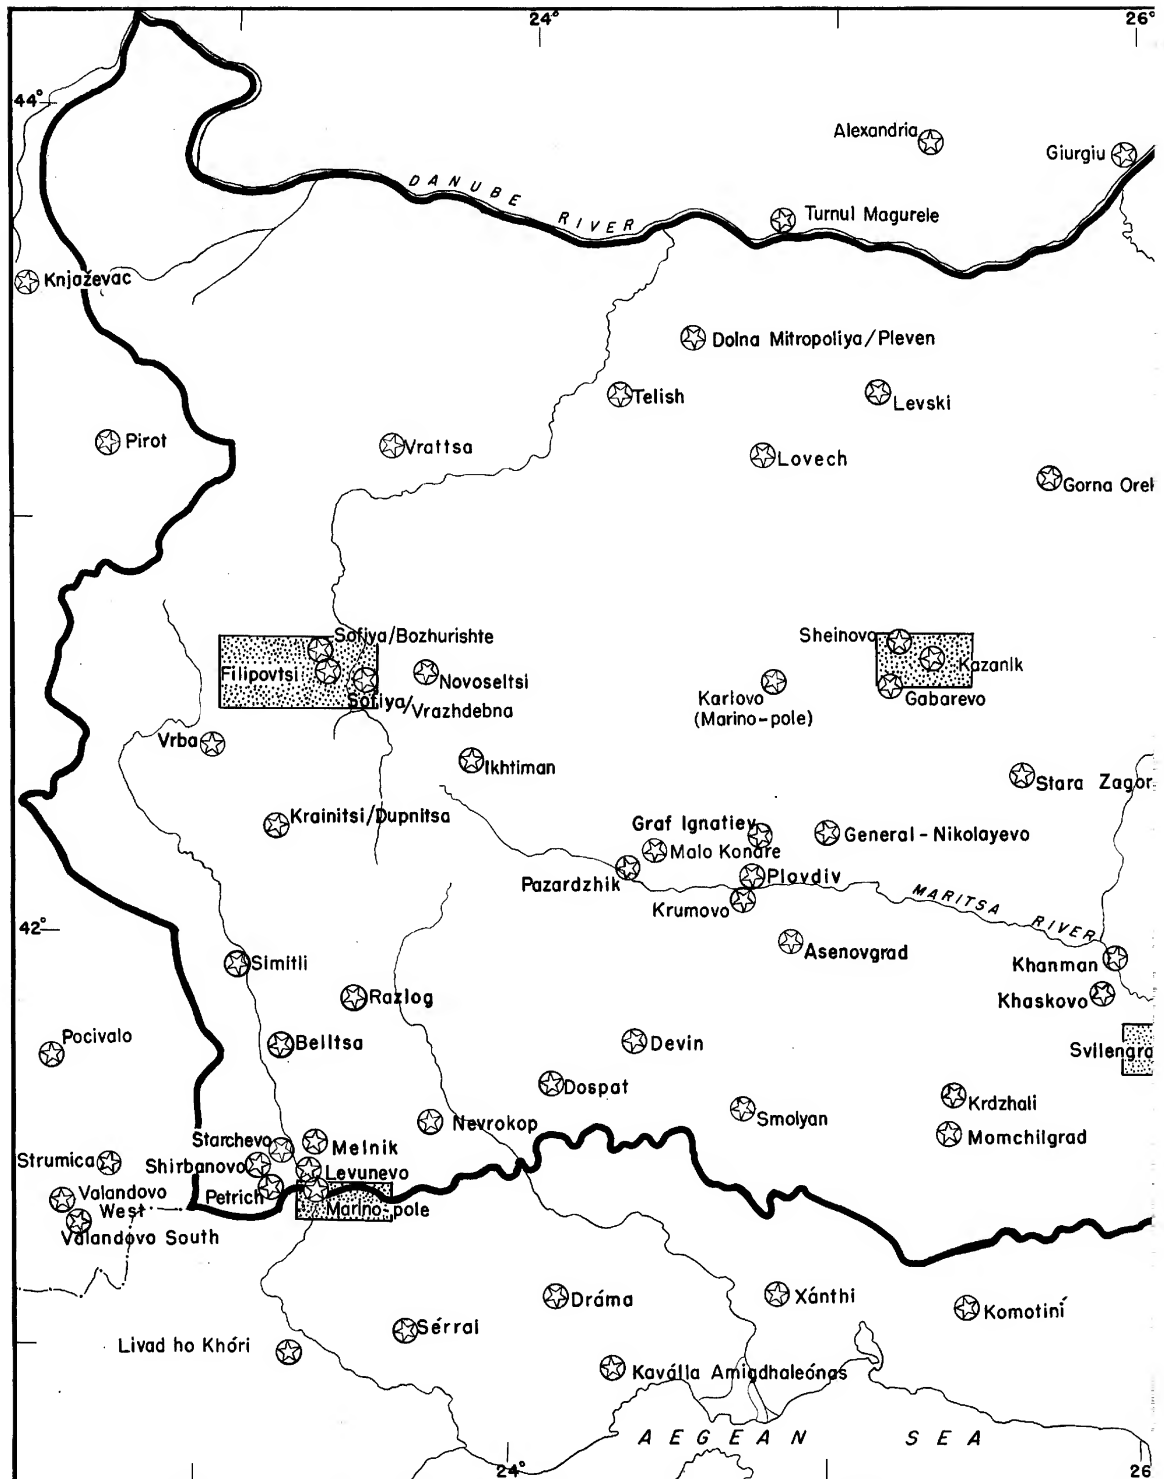 24°
26°
44°
Alexandria
Giurgiu
DANUBE RIVER
Turnul Magurele
Knjaževac
Dolna Mitropoliya/Pleven
Telish
Levski
Pirot
Vrattsa
Lovech
Gorna Orel
Sofiya/Bozhurishte
Sheinovo
Filipovtsi
Kazanlk
Novoseltsi
Karlovo
(Marino-pole)
Gabarevo
Sofiya/Vrazhdebna
Vrba
Ikhtiman
Stara Zagor
Krainitsi/Dupnitsa
Graf Ignatiev
General-Nikolayevo
Malo Konare
Pazardzhik
Plovdiv
Krumovo
MARITSA RIVER
42°
Asenovgrad
Simitli
Khanman
Razlog
Khaskovo
Pocivalo
Belitsa
Devin
Svilengra
Dospat
Krdzhali
Smolyan
Nevrokop
Momchilgrad
Starchevo
Melnik
Strumica
Shirbanovo
Levunevo
Valandovo
West
Petrich
Marino-pole
Valandovo South
Dráma
Xánthi
Komotiní
Sérrai
Livad ho Khóri
Kaválla Amigdhaleónas
AEGEAN SEA
24°
26